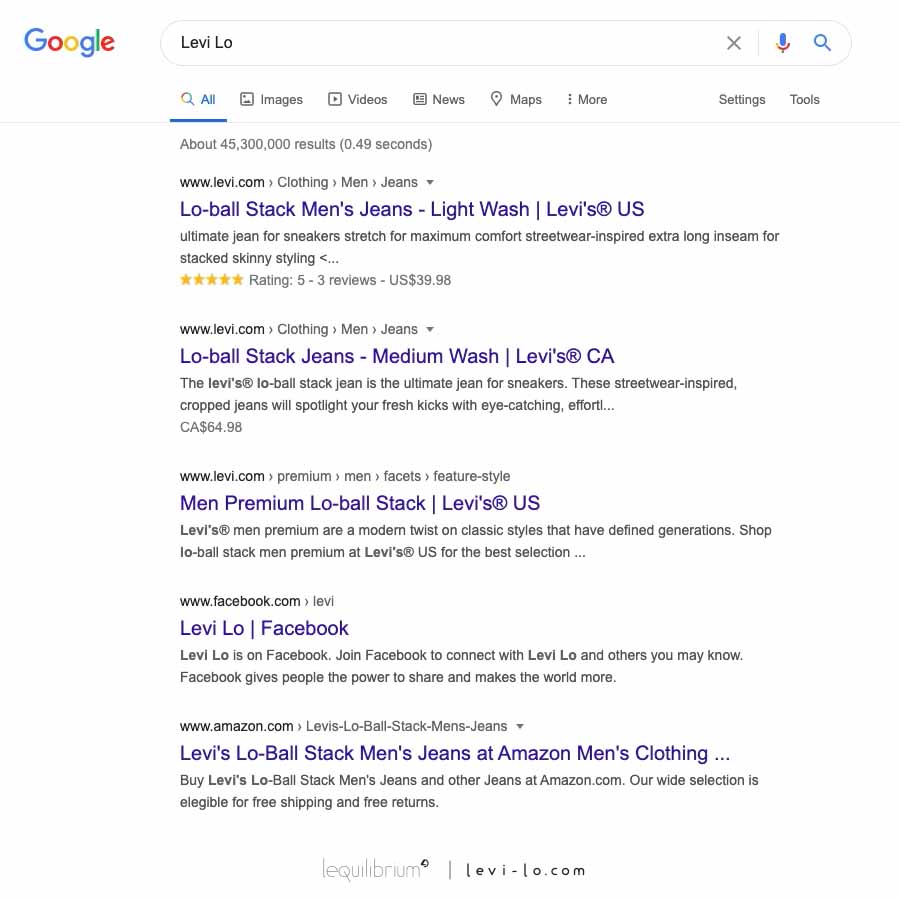 Google
Levi Lo
All Images Videos News Maps More Settings Tools
About 45,300,000 results (0.49 seconds)
www.levi.com › Clothing › Men › Jeans
Lo-ball Stack Men's Jeans - Light Wash | Levi's® US
ultimate jean for sneakers stretch for maximum comfort streetwear-inspired extra long inseam for
stacked skinny styling <...
Rating: 5 - 3 reviews - US$39.98
www.levi.com › Clothing › Men › Jeans
Lo-ball Stack Jeans - Medium Wash | Levi's® CA
The levi's® lo-ball stack jean is the ultimate jean for sneakers. These streetwear-inspired,
cropped jeans will spotlight your fresh kicks with eye-catching, effortl...
CA$64.98
www.levi.com › premium › men › facets › feature-style
Men Premium Lo-ball Stack | Levi's® US
Levi's® men premium are a modern twist on classic styles that have defined generations. Shop
lo-ball stack men premium at Levi's® US for the best selection ...
www.facebook.com › levi
Levi Lo | Facebook
Levi Lo is on Facebook. Join Facebook to connect with Levi Lo and others you may know.
Facebook gives people the power to share and makes the world more.
www.amazon.com › Levis-Lo-Ball-Stack-Mens-Jeans
Levi's Lo-Ball Stack Men's Jeans at Amazon Men's Clothing ...
Buy Levi's Lo-Ball Stack Men's Jeans and other Jeans at Amazon.com. Our wide selection is
elegible for free shipping and free returns.
lequilibrium | levi-lo.com